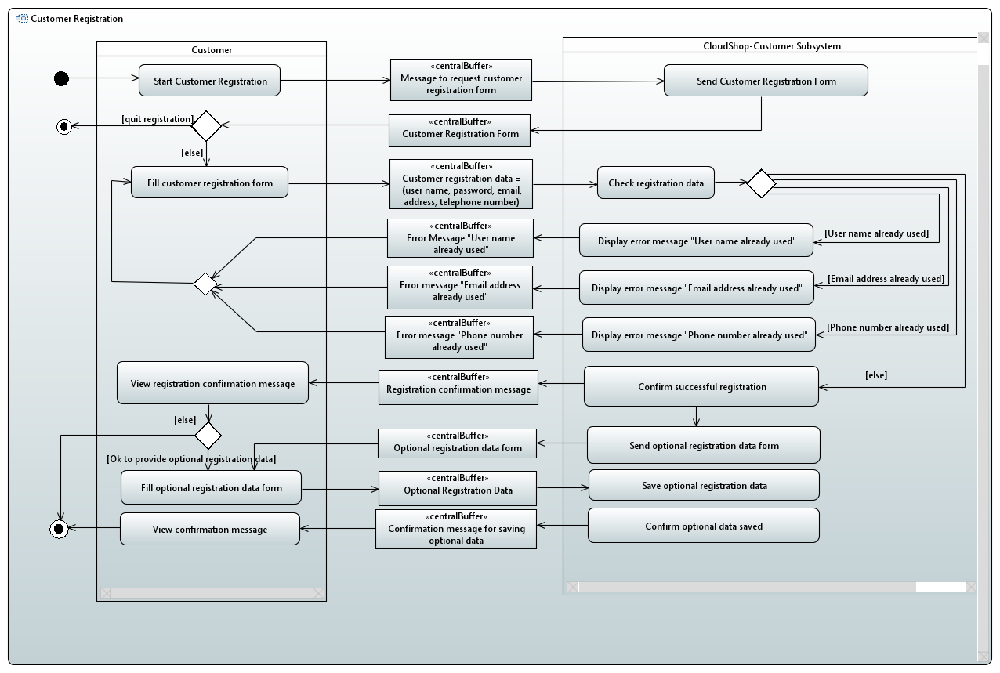 Customer Registration
Customer
CloudShop-Customer Subsystem
Start Customer Registration
«centralBuffer»
Message to request customer
registration form
Send Customer Registration Form
[quit registration]
«centralBuffer»
Customer Registration Form
[else]
Fill customer registration form
«centralBuffer»
Customer registration data =
(user name, password, email,
address, telephone number)
Check registration data
«centralBuffer»
Error Message "User name
already used"
Display error message "User name already used"
[User name already used]
«centralBuffer»
Error message "Email address
already used"
Display error message "Email address already used"
[Email address already used]
«centralBuffer»
Error message "Phone number
already used"
Display error message "Phone number already used"
[Phone number already used]
View registration confirmation message
«centralBuffer»
Registration confirmation message
Confirm successful registration
[else]
[else]
«centralBuffer»
Optional registration data form
Send optional registration data form
[Ok to provide optional registration data]
Fill optional registration data form
«centralBuffer»
Optional Registration Data
Save optional registration data
View confirmation message
«centralBuffer»
Confirmation message for saving
optional data
Confirm optional data saved